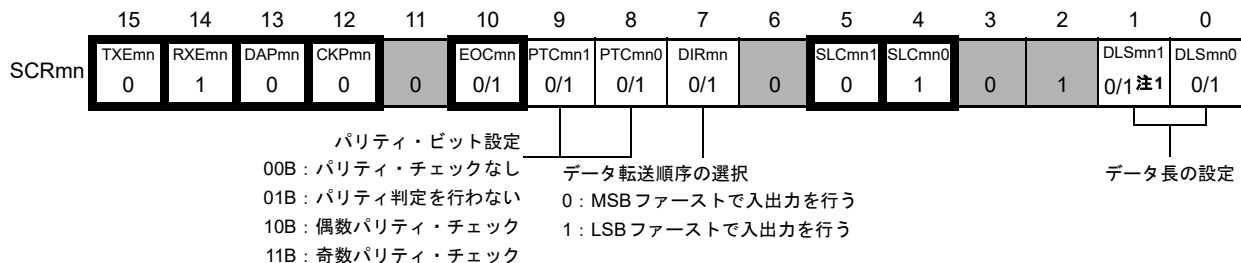 15 14 13 12 11 10 9 8 7 6 5 4 3 2 1 0
SCRmn
TXEmn RXEmn DAPmn CKPmn EOCmn PTCmn1 PTCmn0 DIRmn SLCmn1 SLCmn0 DLSmn1 DLSmn0
0 1 0 0 0 0/1 0/1 0/1 0/1 0 0 1 0 1 0/1注1 0/1
パリティ・ビット設定
00B：パリティ・チェックなし
01B：パリティ判定を行わない
10B：偶数パリティ・チェック
11B：奇数パリティ・チェック
データ転送順序の選択
0：MSBファーストで入出力を行う
1：LSBファーストで入出力を行う
データ長の設定